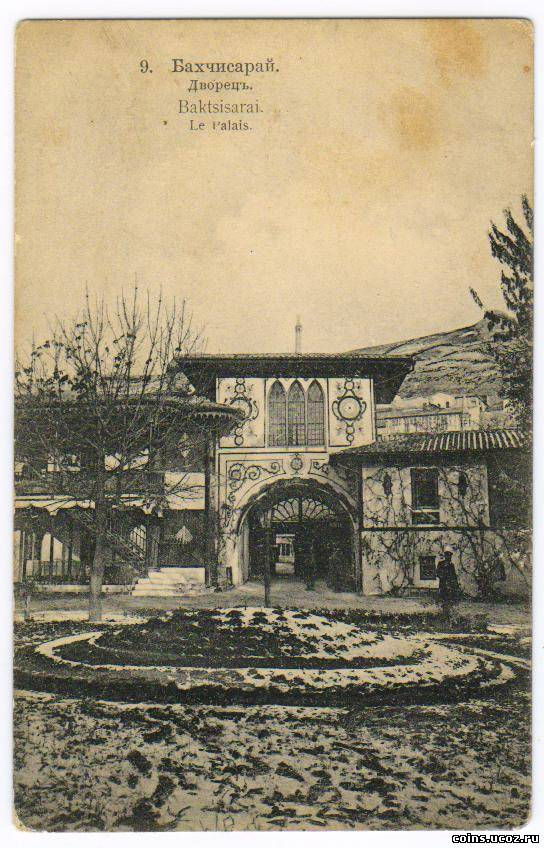 9. Бахчисарай.
Дворецъ.
Baktsisarai.
Le Palais.
coins.ucoz.ru